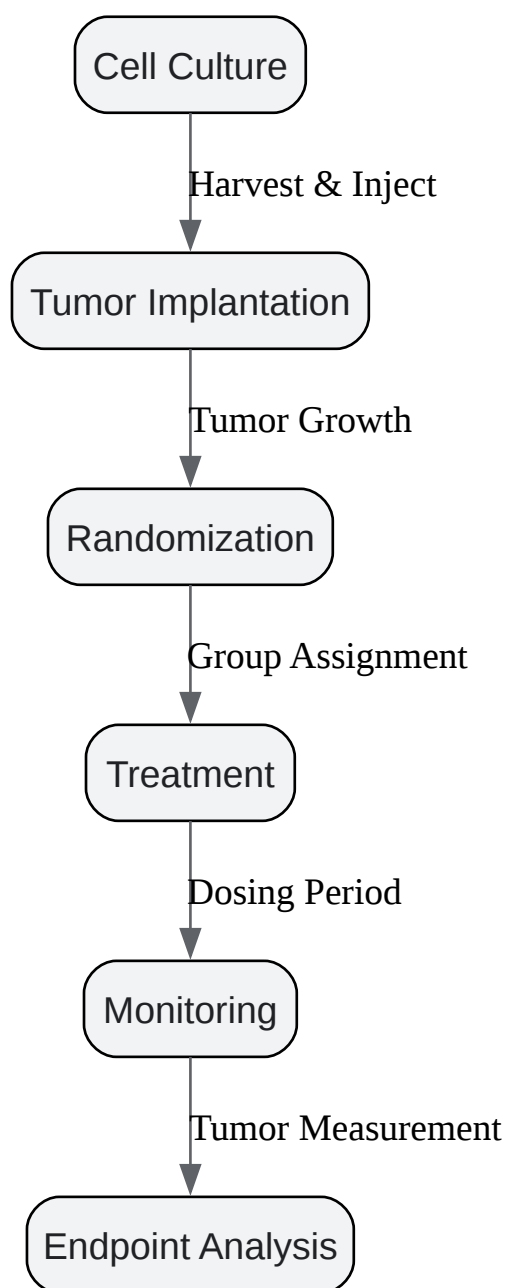 Cell Culture
Harvest & Inject
Tumor Implantation
Tumor Growth
Randomization
Group Assignment
Treatment
Dosing Period
Monitoring
Tumor Measurement
Endpoint Analysis